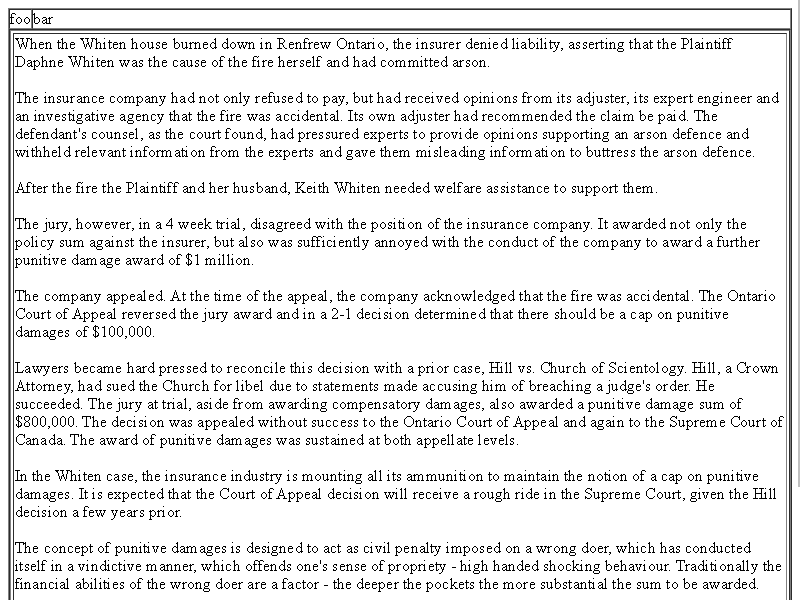 foobar
When the Whiten house burned down in Renfrew Ontario, the insurer denied liability, asserting that the Plaintiff
Daphne Whiten was the cause of the fire herself and had committed arson.
The insurance company had not only refused to pay, but had received opinions from its adjuster, its expert engineer and
an investigative agency that the fire was accidental. Its own adjuster had recommended the claim be paid. The
defendant's counsel, as the court found, had pressured experts to provide opinions supporting an arson defence and
withheld relevant information from the experts and gave them misleading information to buttress the arson defence.
After the fire the Plaintiff and her husband, Keith Whiten needed welfare assistance to support them.
The jury, however, in a 4 week trial, disagreed with the position of the insurance company. It awarded not only the
policy sum against the insurer, but also was sufficiently annoyed with the conduct of the company to award a further
punitive damage award of $1 million.
The company appealed. At the time of the appeal, the company acknowledged that the fire was accidental. The Ontario
Court of Appeal reversed the jury award and in a 2-1 decision determined that there should be a cap on punitive
damages of $100,000.
Lawyers became hard pressed to reconcile this decision with a prior case, Hill vs. Church of Scientology. Hill, a Crown
Attorney, had sued the Church for libel due to statements made accusing him of breaching a judge's order. He
succeeded. The jury at trial, aside from awarding compensatory damages, also awarded a punitive damage sum of
$800,000. The decision was appealed without success to the Ontario Court of Appeal and again to the Supreme Court of
Canada. The award of punitive damages was sustained at both appellate levels.
In the Whiten case, the insurance industry is mounting all its ammunition to maintain the notion of a cap on punitive
damages. It is expected that the Court of Appeal decision will receive a rough ride in the Supreme Court, given the Hill
decision a few years prior.
The concept of punitive damages is designed to act as civil penalty imposed on a wrong doer, which has conducted
itself in a vindictive manner, which offends one's sense of propriety - high handed shocking behaviour. Traditionally the
financial abilities of the wrong doer are a factor - the deeper the pockets the more substantial the sum to be awarded.